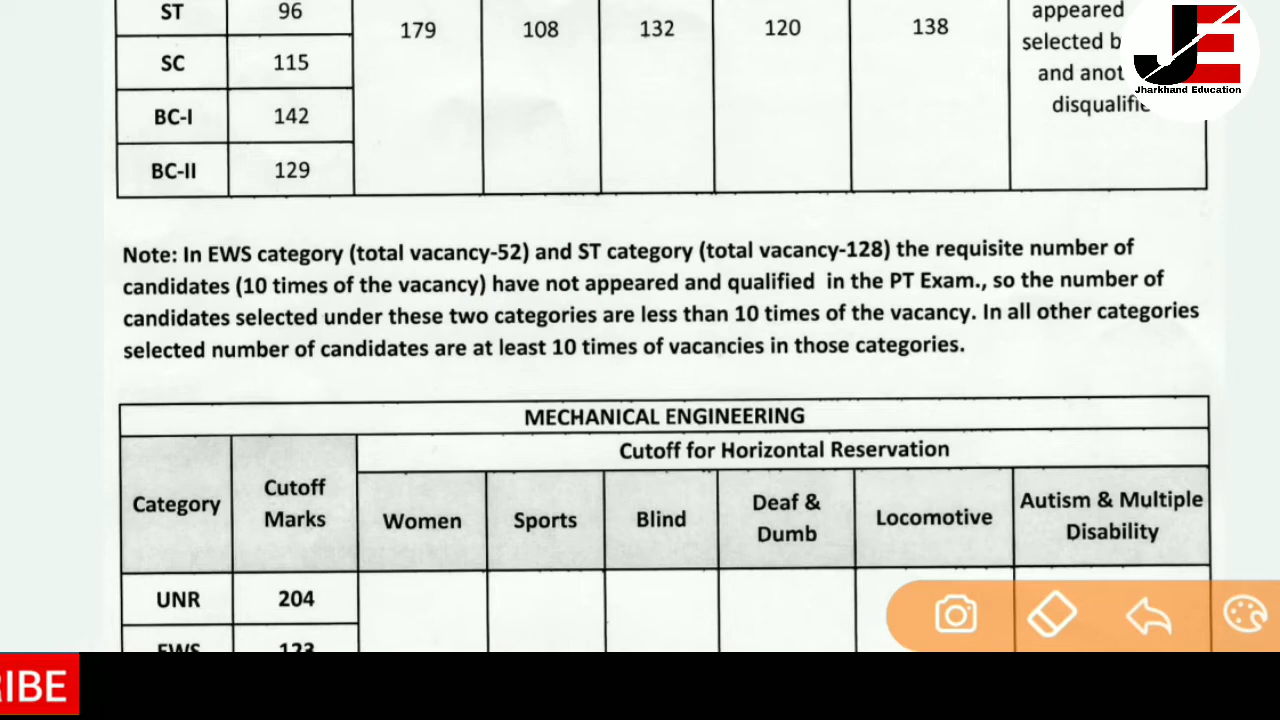 ST 96 179 108 132 120 138 appeared
selected
SC 115 and
disqualifie
BC-I 142
BC-II 129
Jharkhand Education
Note: In EWS category (total vacancy-52) and ST category (total vacancy-128) the requisite number of
candidates (10 times of the vacancy) have not appeared and qualified in the PT Exam., so the number of
candidates selected under these two categories are less than 10 times of the vacancy. In all other categories
selected number of candidates are at least 10 times of vacancies in those categories.
MECHANICAL ENGINEERING
Category Cutoff Marks Cutoff for Horizontal Reservation
Women Sports Blind Deaf & Dumb Locomotive Autism & Multiple Disability
UNR 204
EWS 123
IBE